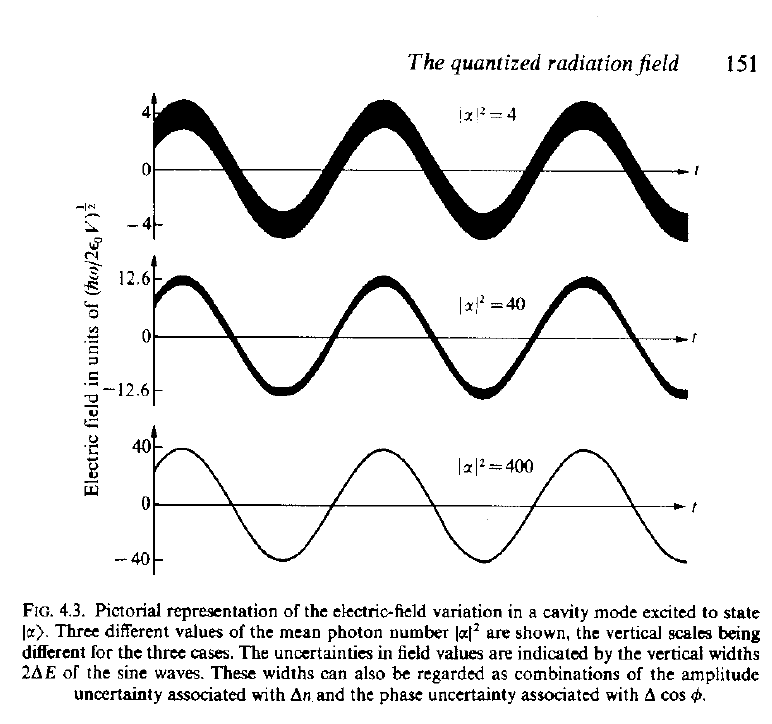 The quantized radiation field 151
4
0
−4
|α|² = 4
t
12.6
0
−12.6
|α|² = 40
t
40
0
−40
|α|² = 400
t
Electric field in units of (ħω/2ε₀V)^½
FIG. 4.3. Pictorial representation of the electric-field variation in a cavity mode excited to state
|α⟩. Three different values of the mean photon number |α|² are shown, the vertical scales being
different for the three cases. The uncertainties in field values are indicated by the vertical widths
2ΔE of the sine waves. These widths can also be regarded as combinations of the amplitude
uncertainty associated with Δn and the phase uncertainty associated with Δ cos ϕ.